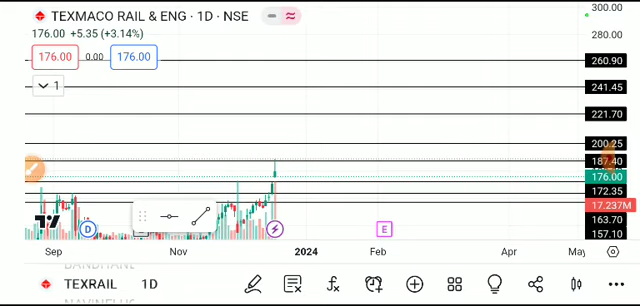 TEXMACO RAIL & ENG · 1D · NSE
176.00 +5.35 (+3.14%)
176.00 0.00 176.00
1
300.00
280.00
260.90
241.45
221.70
200.25
187.40
176.00
172.35
17.237M
163.70
157.10
D
E
Sep Nov 2024 Feb Apr May
TEXRAIL 1D